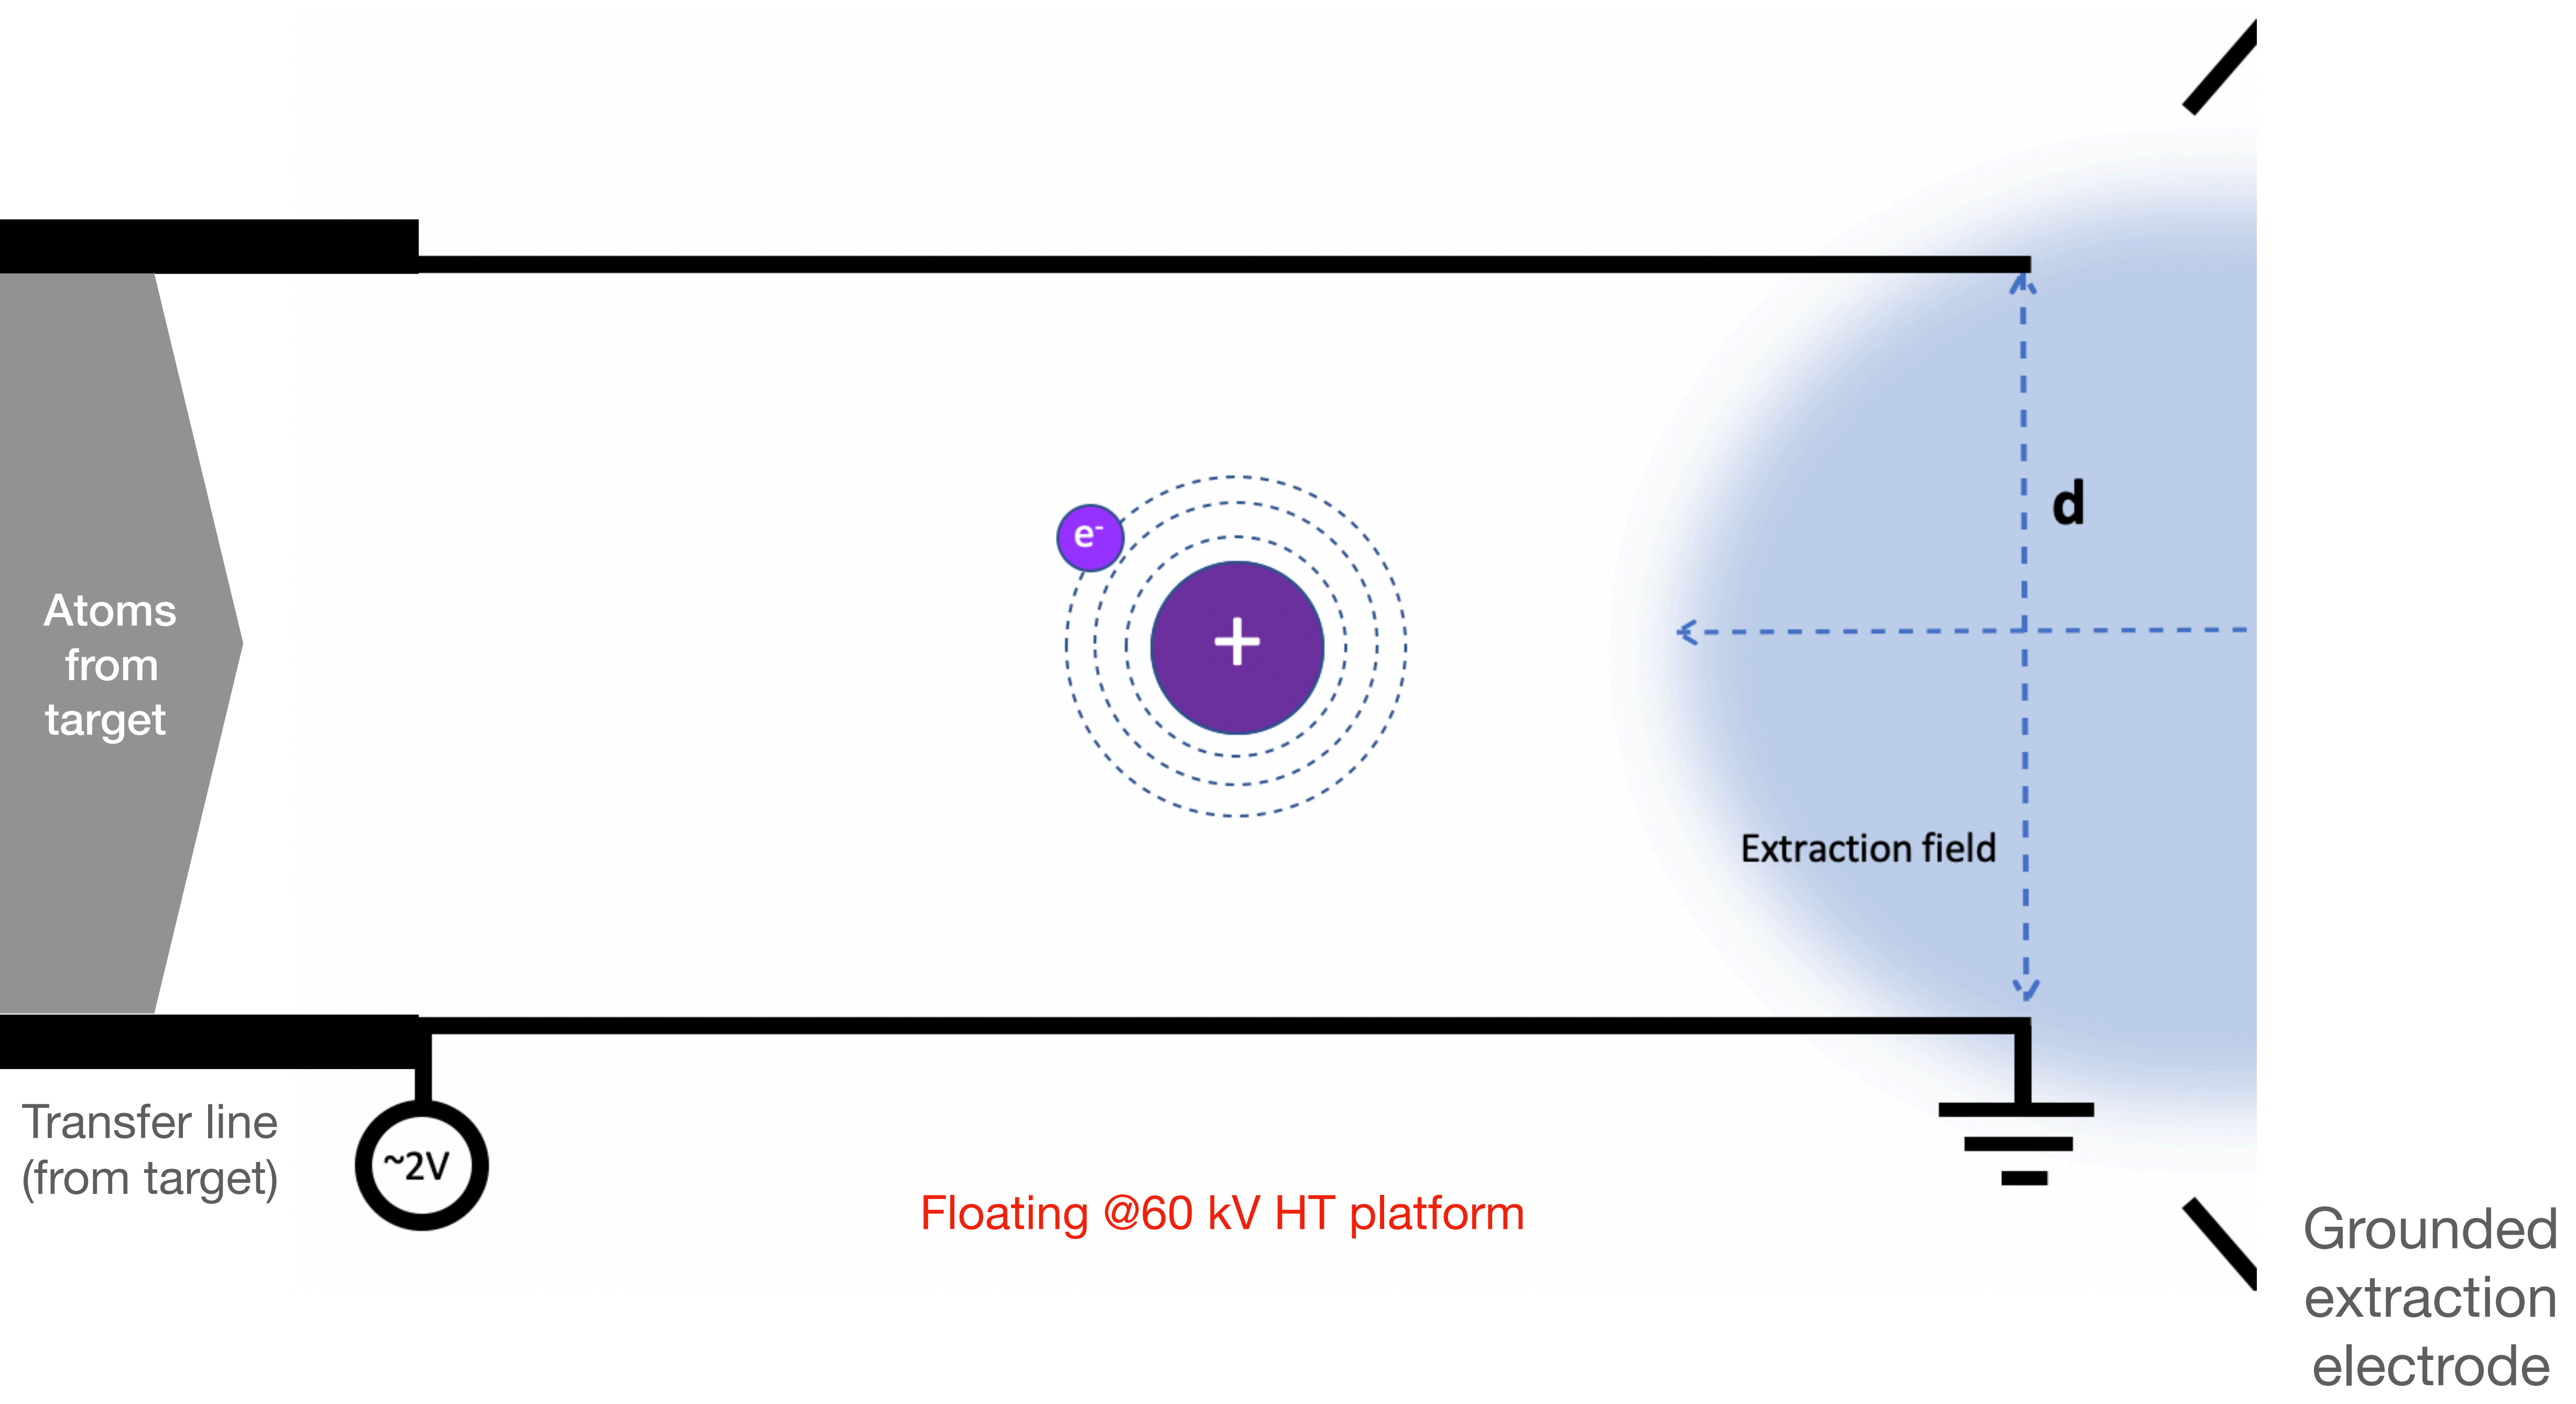 Atoms
from
target
e⁻
+
d
Extraction field
Transfer line
(from target)
~2V
Floating @60 kV HT platform
Grounded
extraction
electrode